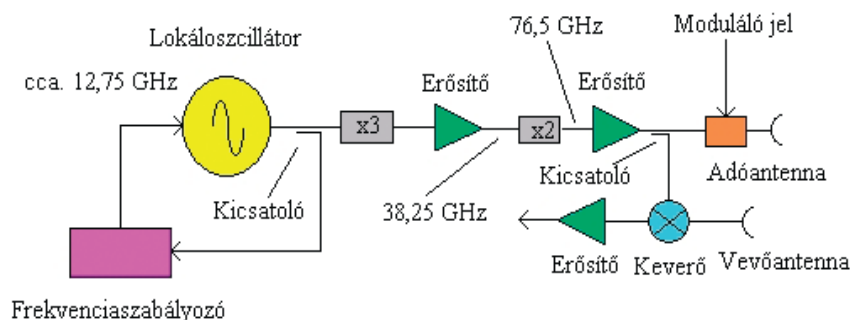 76,5 GHz
Moduláló jel
Lokáloszcillátor
cca. 12,75 GHz
Erősítő
Erősítő
x3
x2
Kicsatoló
Kicsatoló
Adóantenna
38,25 GHz
Erősítő
Keverő
Vevőantenna
Frekvenciaszabályozó